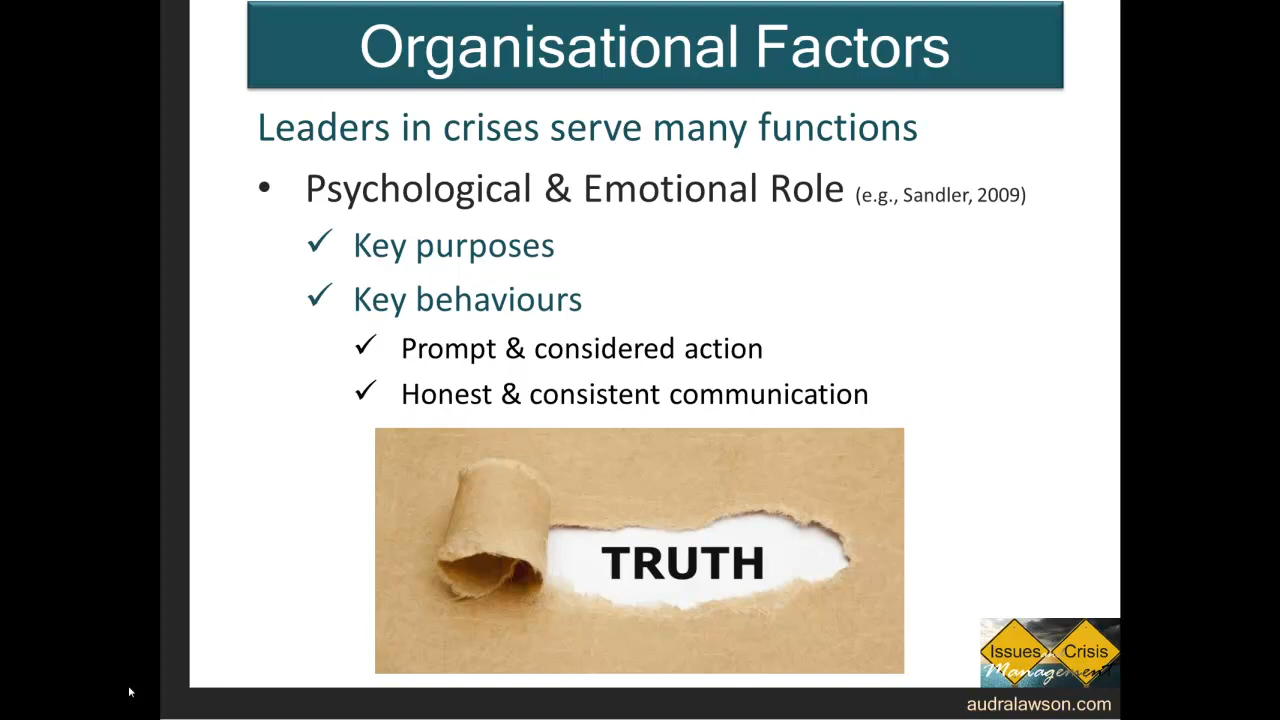 Organisational Factors
Leaders in crises serve many functions
• Psychological & Emotional Role (e.g., Sandler, 2009)
✓ Key purposes
✓ Key behaviours
✓ Prompt & considered action
✓ Honest & consistent communication
TRUTH
Issues Crisis
Management
audralawson.com